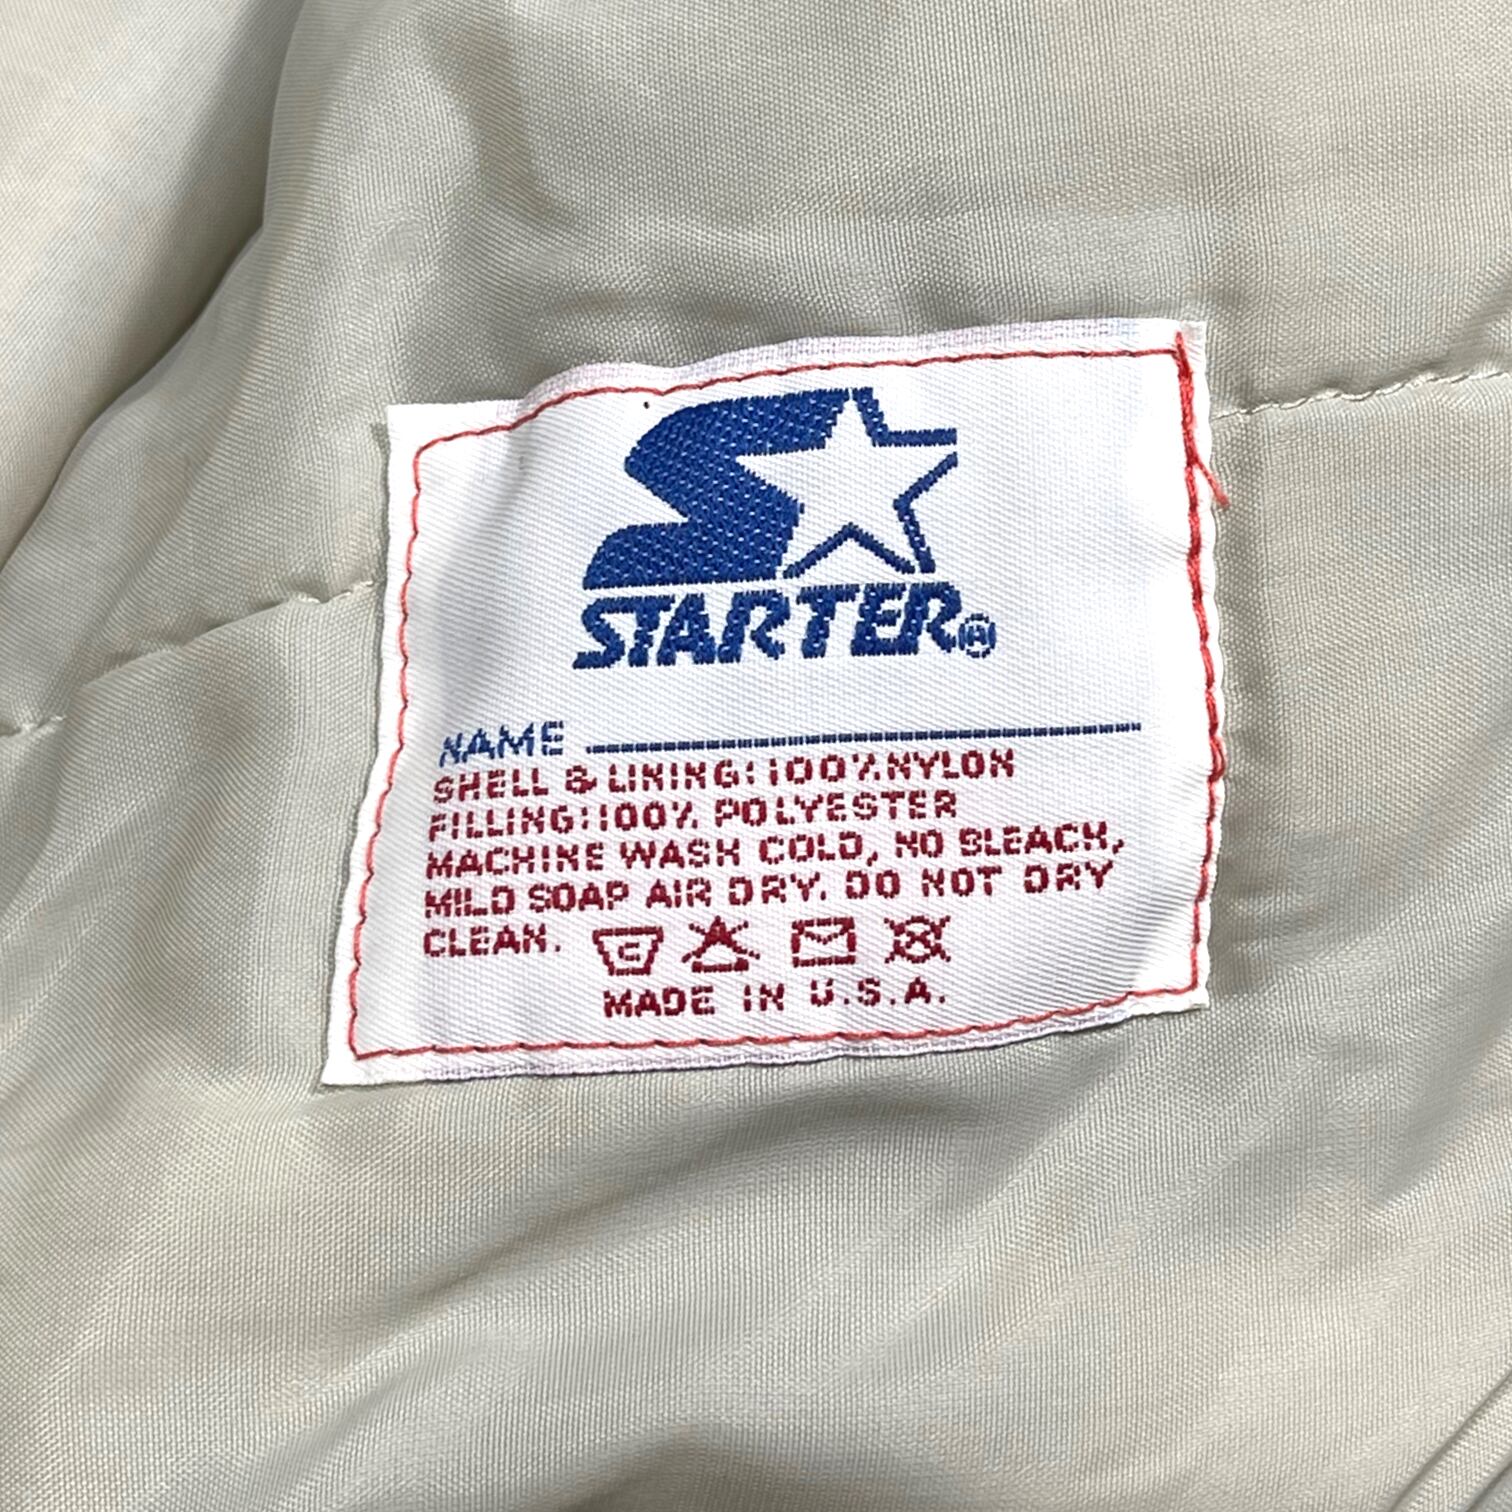 STARTER®
NAME
SHELL & LINING:100%NYLON
FILLING:100% POLYESTER
MACHINE WASH COLD, NO BLEACH,
MILD SOAP AIR DRY. DO NOT DRY
CLEAN.
MADE IN U.S.A.